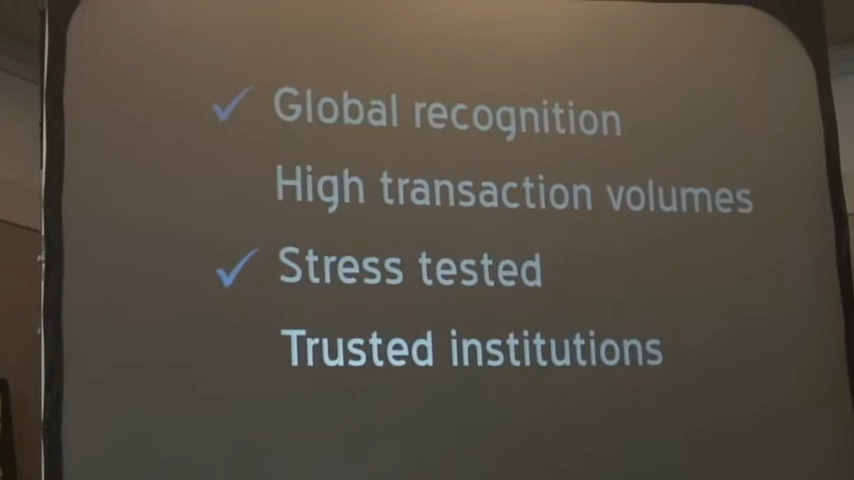 ✓ Global recognition
High transaction volumes
✓ Stress tested
Trusted institutions